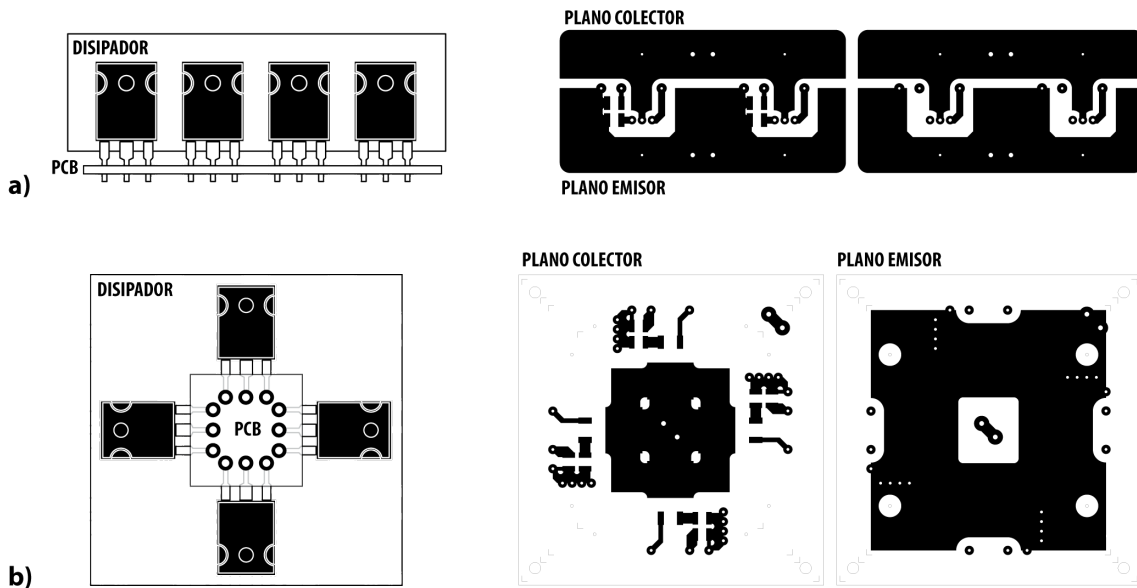 DISIPADOR
PCB
a)
PLANO COLECTOR
PLANO EMISOR
DISIPADOR
PCB
b)
PLANO COLECTOR
PLANO EMISOR